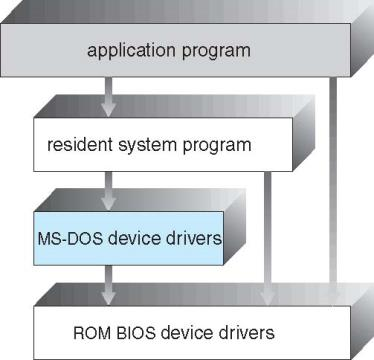 application program
resident system program
MS-DOS device drivers
ROM BIOS device drivers